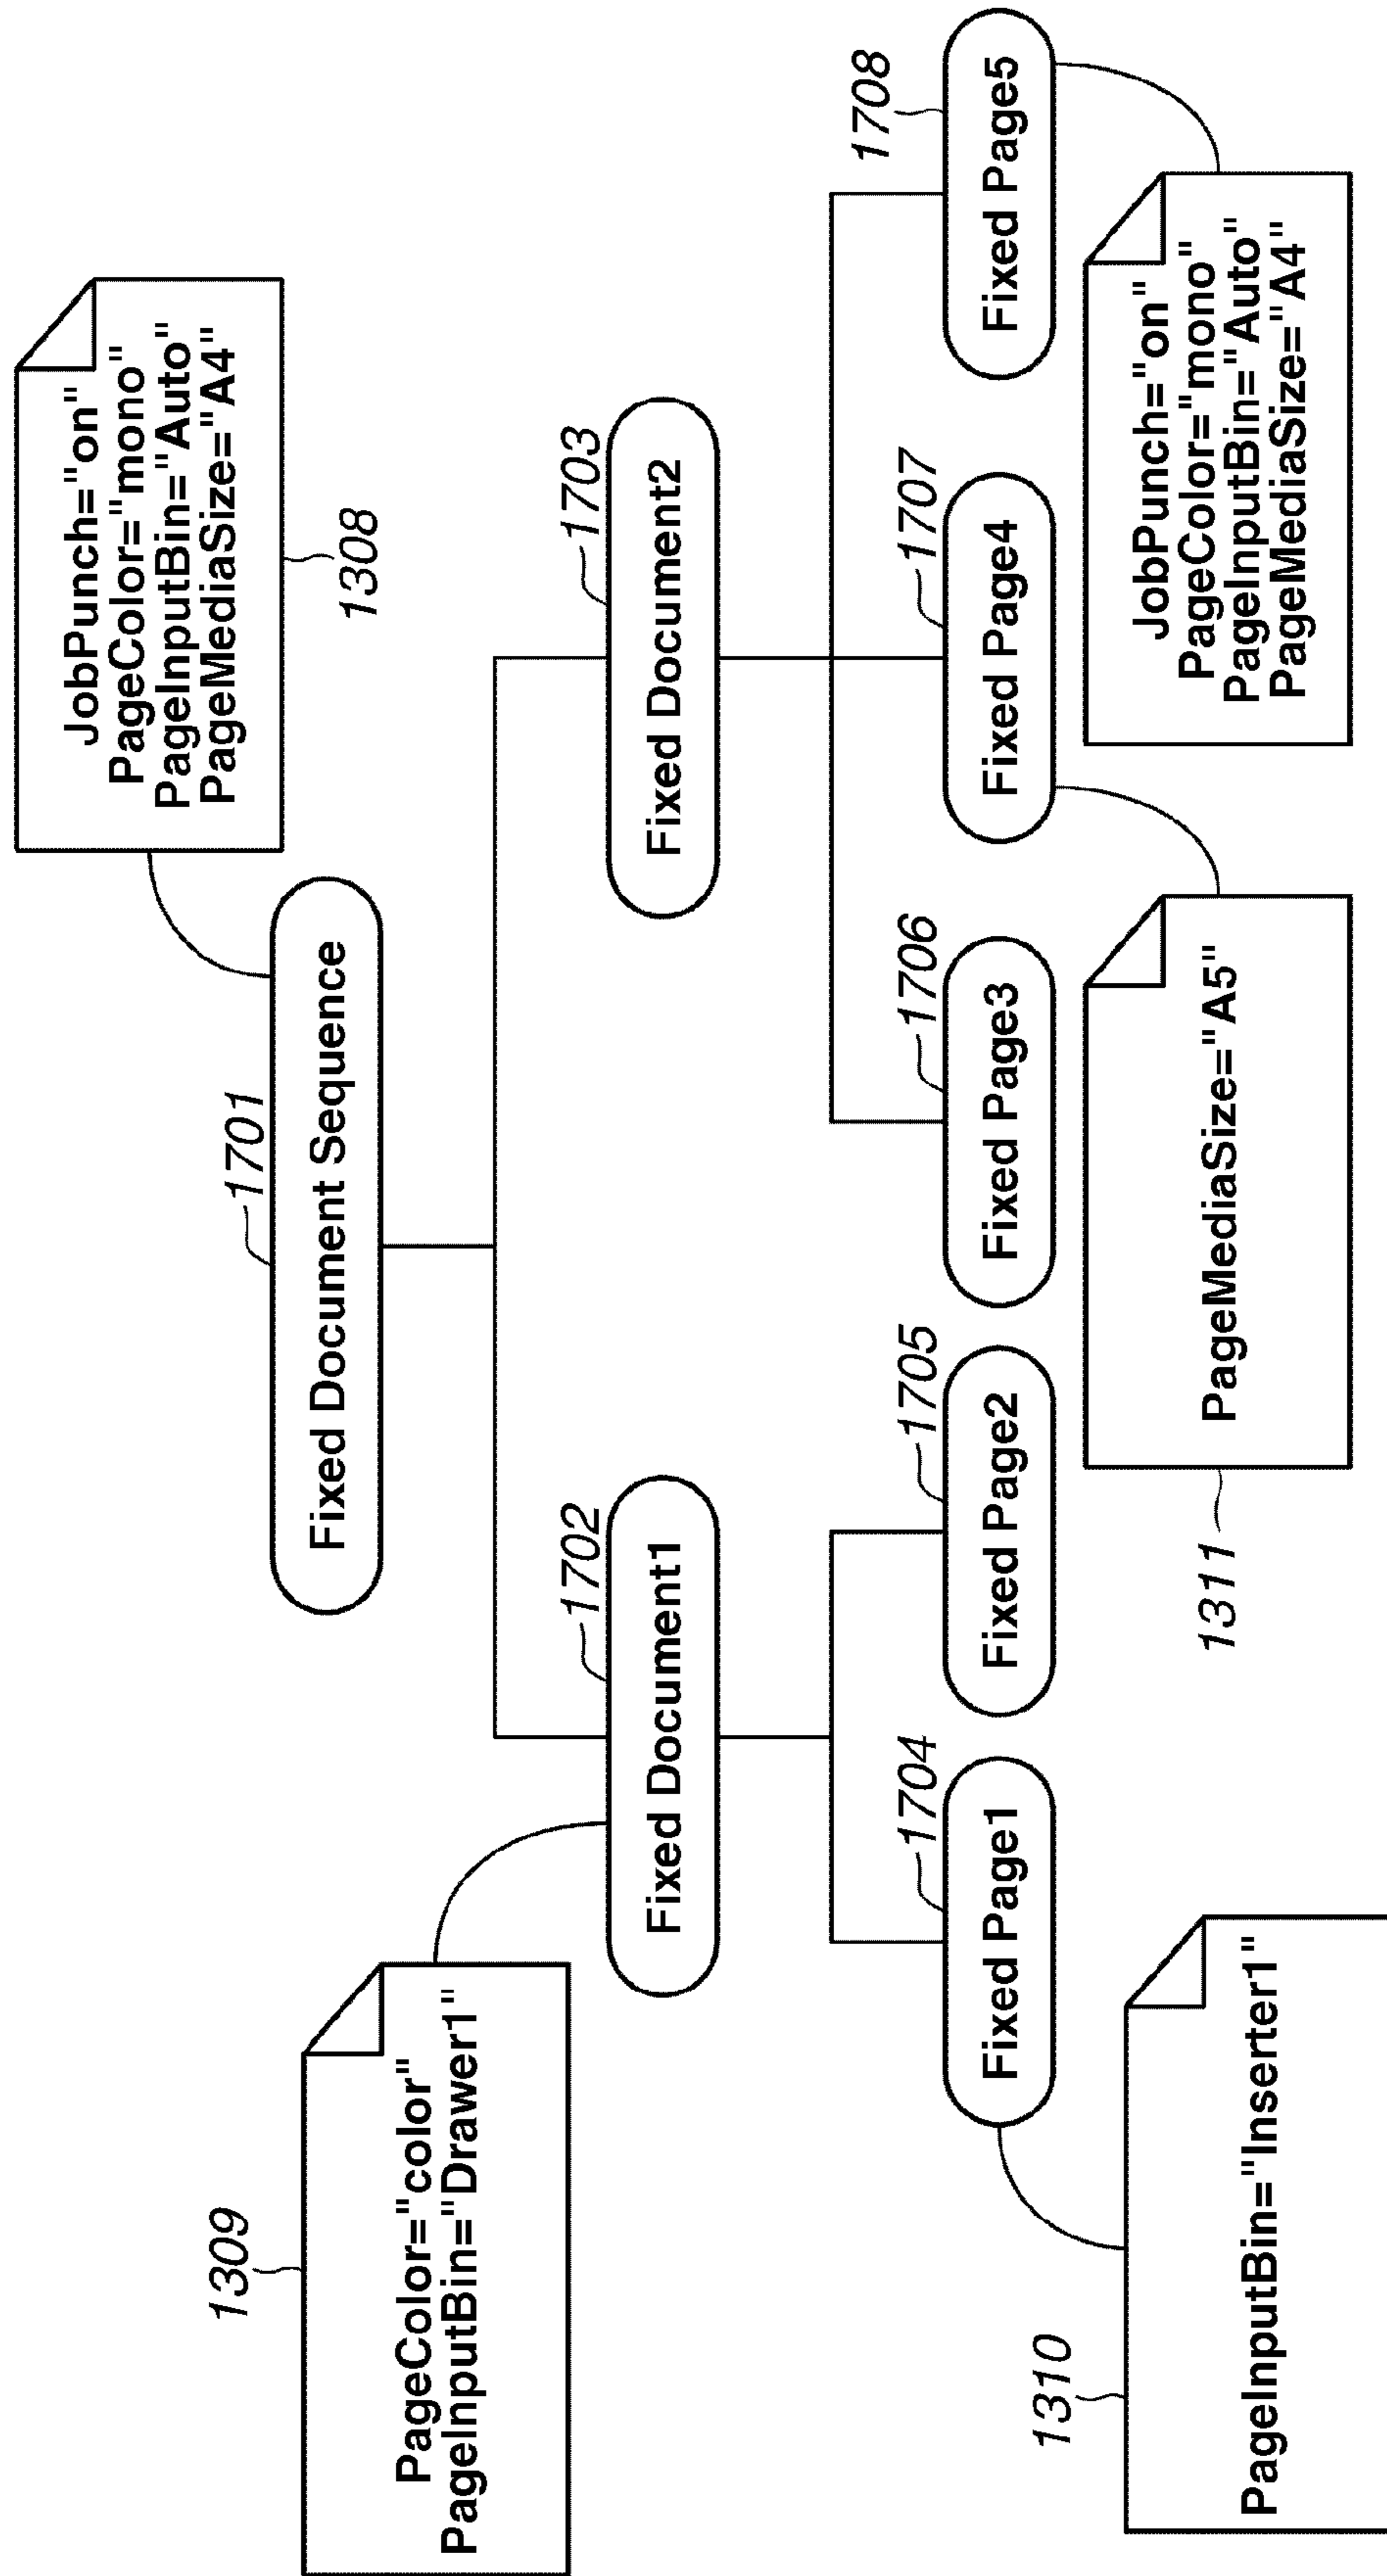 JobPunch="on"
PageColor="mono"
PageInputBin="Auto"
PageMediaSize="A4"
1308
1701
Fixed Document Sequence
1309
PageColor="color"
PageInputBin="Drawer1"
1702
Fixed Document1
1703
Fixed Document2
1704
Fixed Page1
1705
Fixed Page2
1706
Fixed Page3
1707
Fixed Page4
1708
Fixed Page5
1310
PageInputBin="Inserter1"
1311
PageMediaSize="A5"
JobPunch="on"
PageColor="mono"
PageInputBin="Auto"
PageMediaSize="A4"